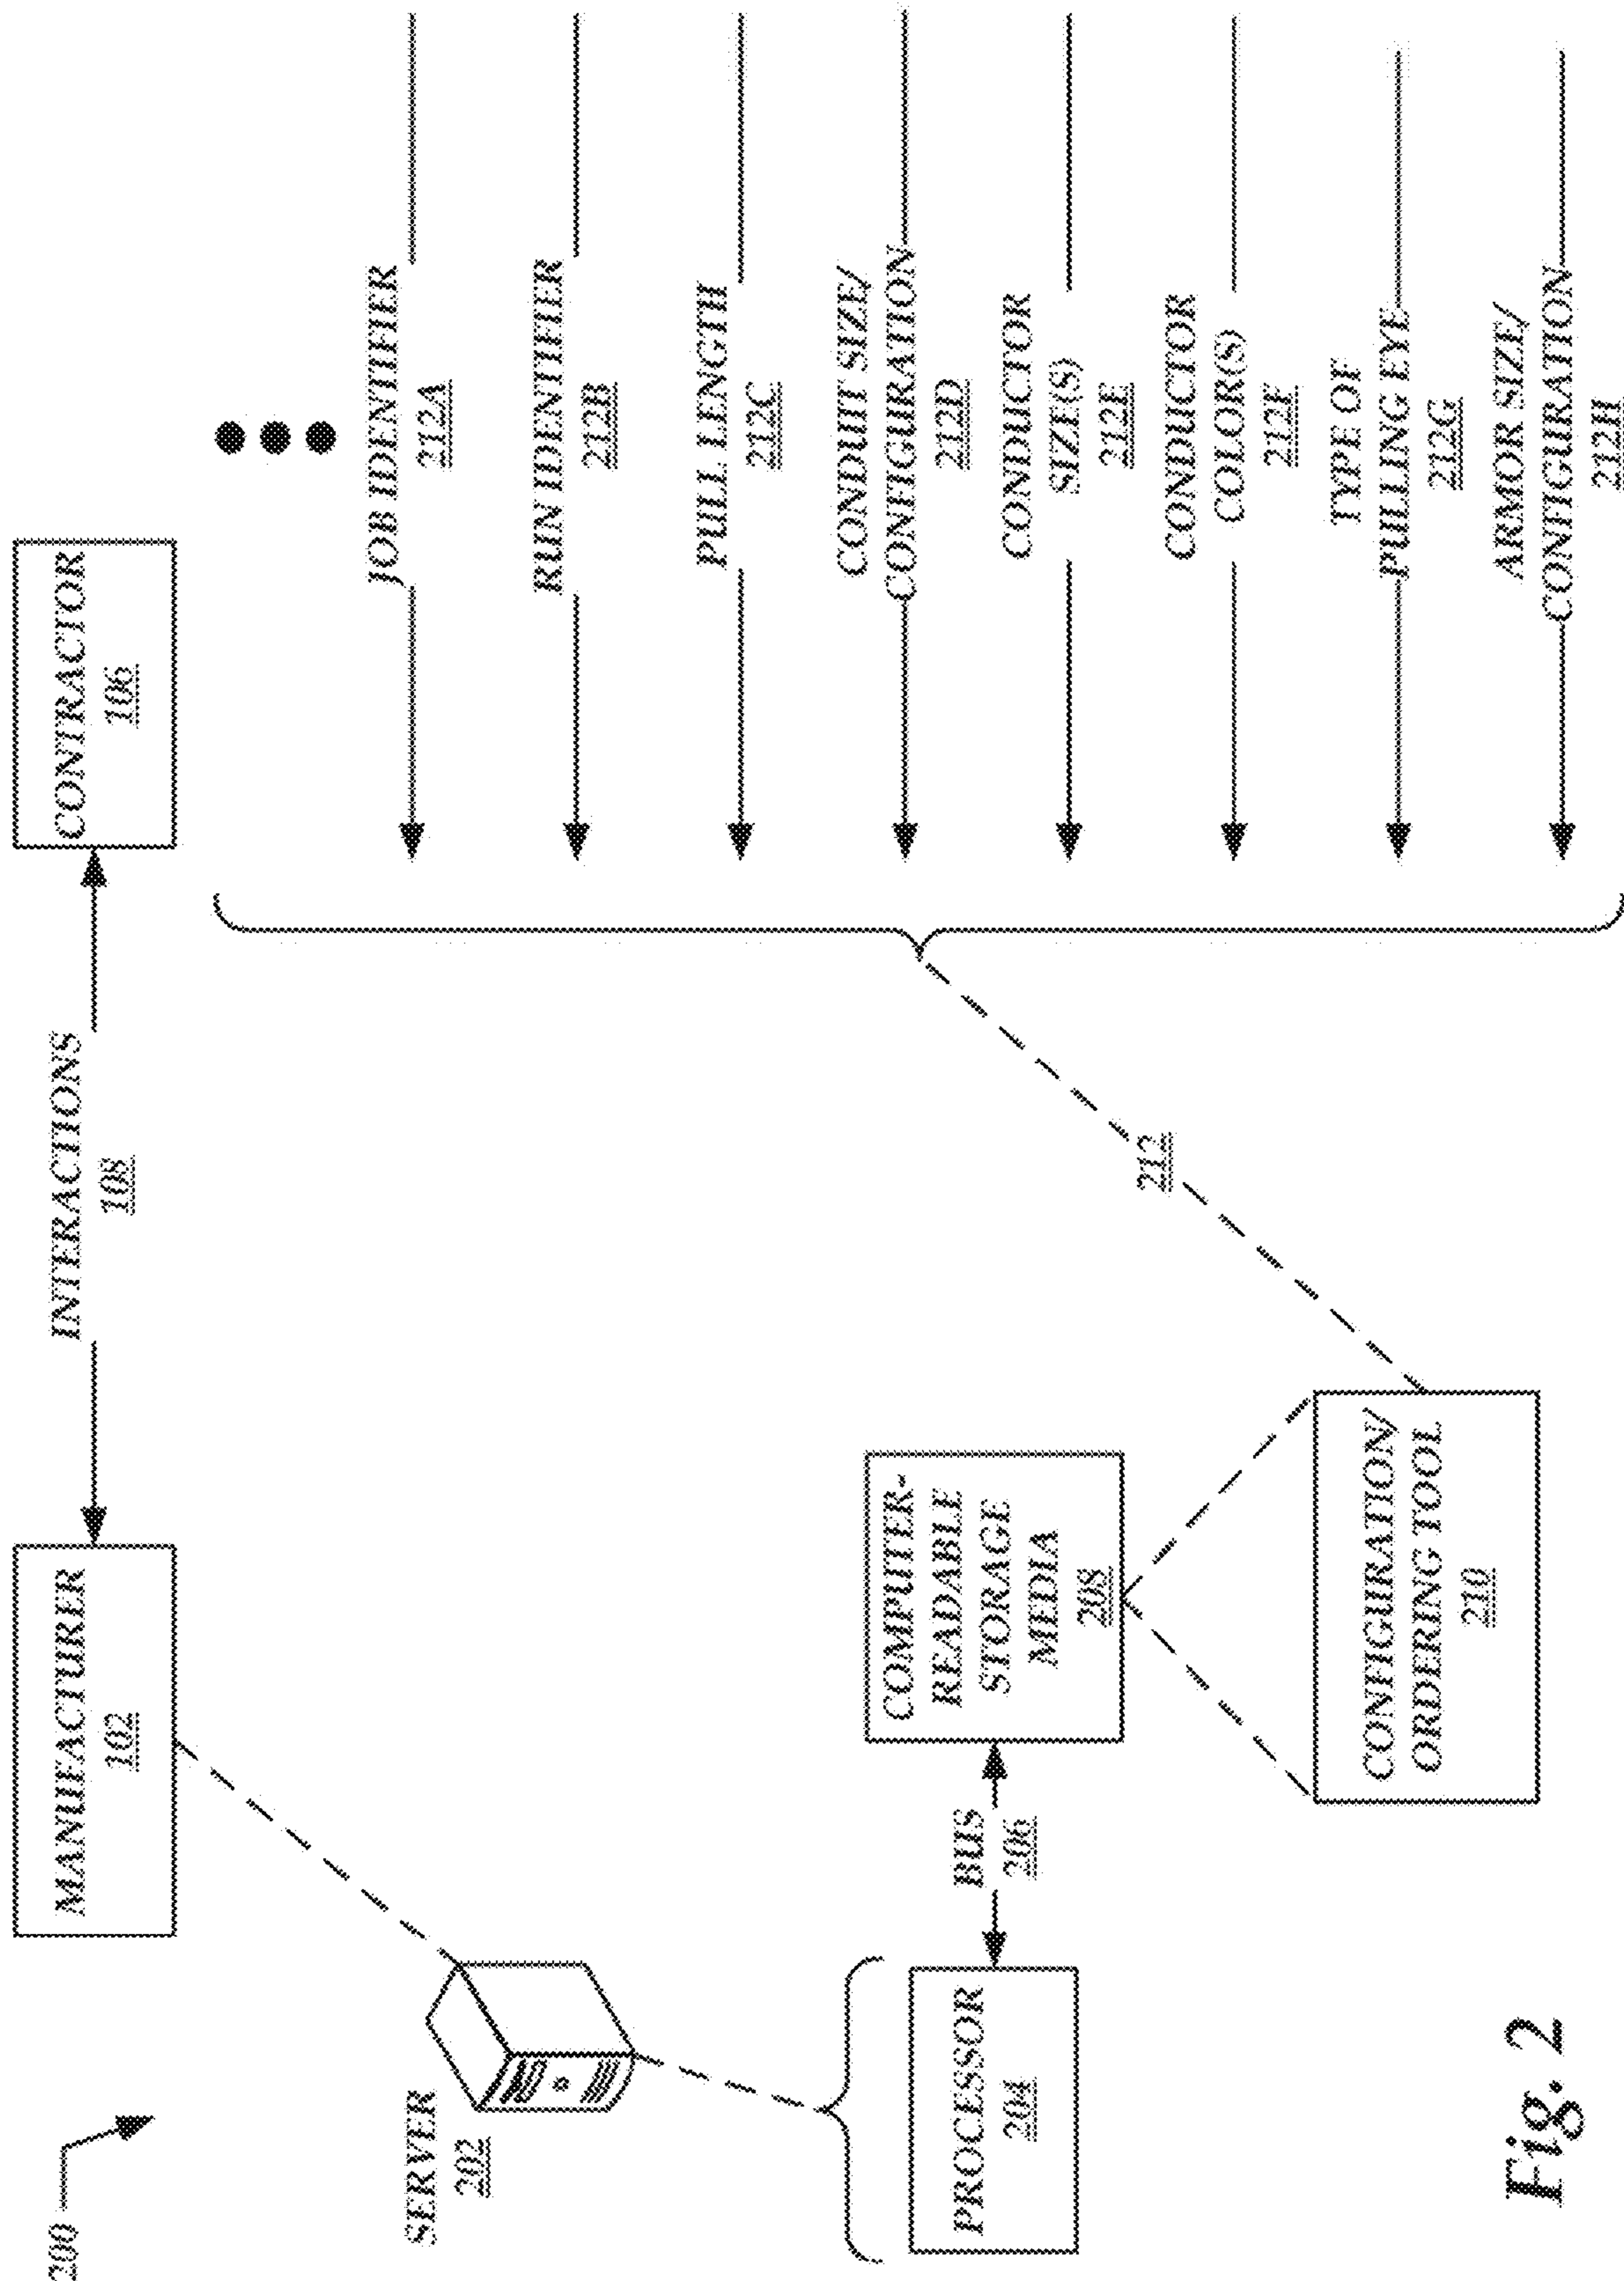 200
MANUFACTURER
102
INTERACTIONS
108
CONTRACTOR
106
SERVER
202
PROCESSOR
204
BUS
206
COMPUTER-
READABLE
STORAGE
MEDIA
208
CONFIGURATION/
ORDERING TOOL
210
212
JOB IDENTIFIER
212A
RUN IDENTIFIER
212B
PULL LENGTH
212C
CONDUIT SIZE/
CONFIGURATION
212D
CONDUCTOR
SIZE(S)
212E
CONDUCTOR
COLOR(S)
212F
TYPE OF
PULLING EYE
212G
ARMOR SIZE/
CONFIGURATION
212H
Fig. 2